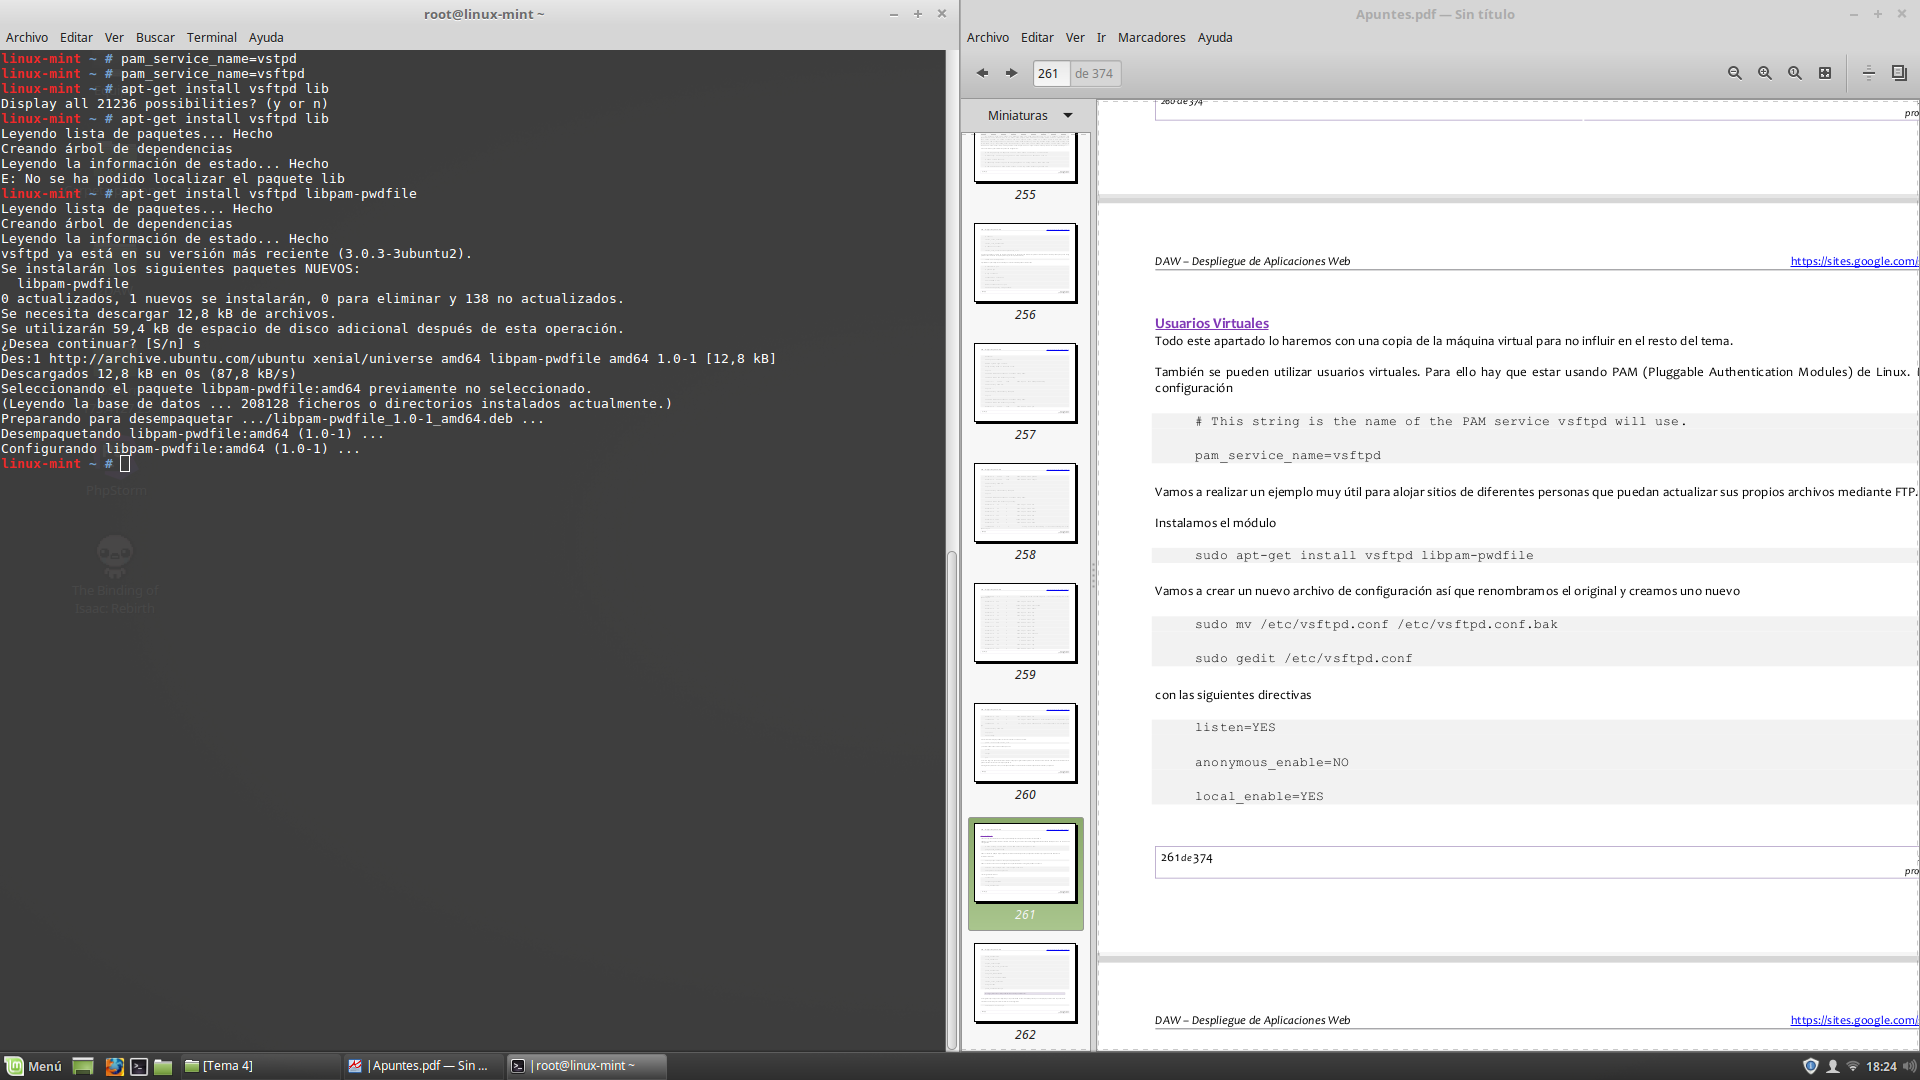 root@linux-mint ~
Archivo Editar Ver Buscar Terminal Ayuda
linux-mint ~ # pam_service_name=vstpd
linux-mint ~ # pam_service_name=vsftpd
linux-mint ~ # apt-get install vsftpd lib
Display all 21236 possibilities? (y or n)
linux-mint ~ # apt-get install vsftpd lib
Leyendo lista de paquetes... Hecho
Creando árbol de dependencias
Leyendo la información de estado... Hecho
E: No se ha podido localizar el paquete lib
linux-mint ~ # apt-get install vsftpd libpam-pwdfile
Leyendo lista de paquetes... Hecho
Creando árbol de dependencias
Leyendo la información de estado... Hecho
vsftpd ya está en su versión más reciente (3.0.3-3ubuntu2).
Se instalarán los siguientes paquetes NUEVOS:
libpam-pwdfile
0 actualizados, 1 nuevos se instalarán, 0 para eliminar y 138 no actualizados.
Se necesita descargar 12,8 kB de archivos.
Se utilizarán 59,4 kB de espacio de disco adicional después de esta operación.
¿Desea continuar? [S/n] s
Des:1 http://archive.ubuntu.com/ubuntu xenial/universe amd64 libpam-pwdfile amd64 1.0-1 [12,8 kB]
Descargados 12,8 kB en 0s (87,8 kB/s)
Seleccionando el paquete libpam-pwdfile:amd64 previamente no seleccionado.
(Leyendo la base de datos ... 208128 ficheros o directorios instalados actualmente.)
Preparando para desempaquetar .../libpam-pwdfile_1.0-1_amd64.deb ...
Desempaquetando libpam-pwdfile:amd64 (1.0-1) ...
Configurando libpam-pwdfile:amd64 (1.0-1) ...
linux-mint ~ #
PhpStorm
The Binding of
Isaac: Rebirth
Apuntes.pdf — Sin título
Archivo Editar Ver Ir Marcadores Ayuda
261 de 374
Miniaturas
255
256
257
258
259
260
261
262
260 de 374
pro
DAW – Despliegue de Aplicaciones Web https://sites.google.com/
Usuarios Virtuales
Todo este apartado lo haremos con una copia de la máquina virtual para no influir en el resto del tema.
También se pueden utilizar usuarios virtuales. Para ello hay que estar usando PAM (Pluggable Authentication Modules) de Linux.
configuración
# This string is the name of the PAM service vsftpd will use.
pam_service_name=vsftpd
Vamos a realizar un ejemplo muy útil para alojar sitios de diferentes personas que puedan actualizar sus propios archivos mediante FTP.
Instalamos el módulo
sudo apt-get install vsftpd libpam-pwdfile
Vamos a crear un nuevo archivo de configuración así que renombramos el original y creamos uno nuevo
sudo mv /etc/vsftpd.conf /etc/vsftpd.conf.bak
sudo gedit /etc/vsftpd.conf
con las siguientes directivas
listen=YES
anonymous_enable=NO
local_enable=YES
261 de 374
pro
DAW – Despliegue de Aplicaciones Web https://sites.google.com/
Menú [Tema 4] |Apuntes.pdf — Sin ... |root@linux-mint ~ 18:24